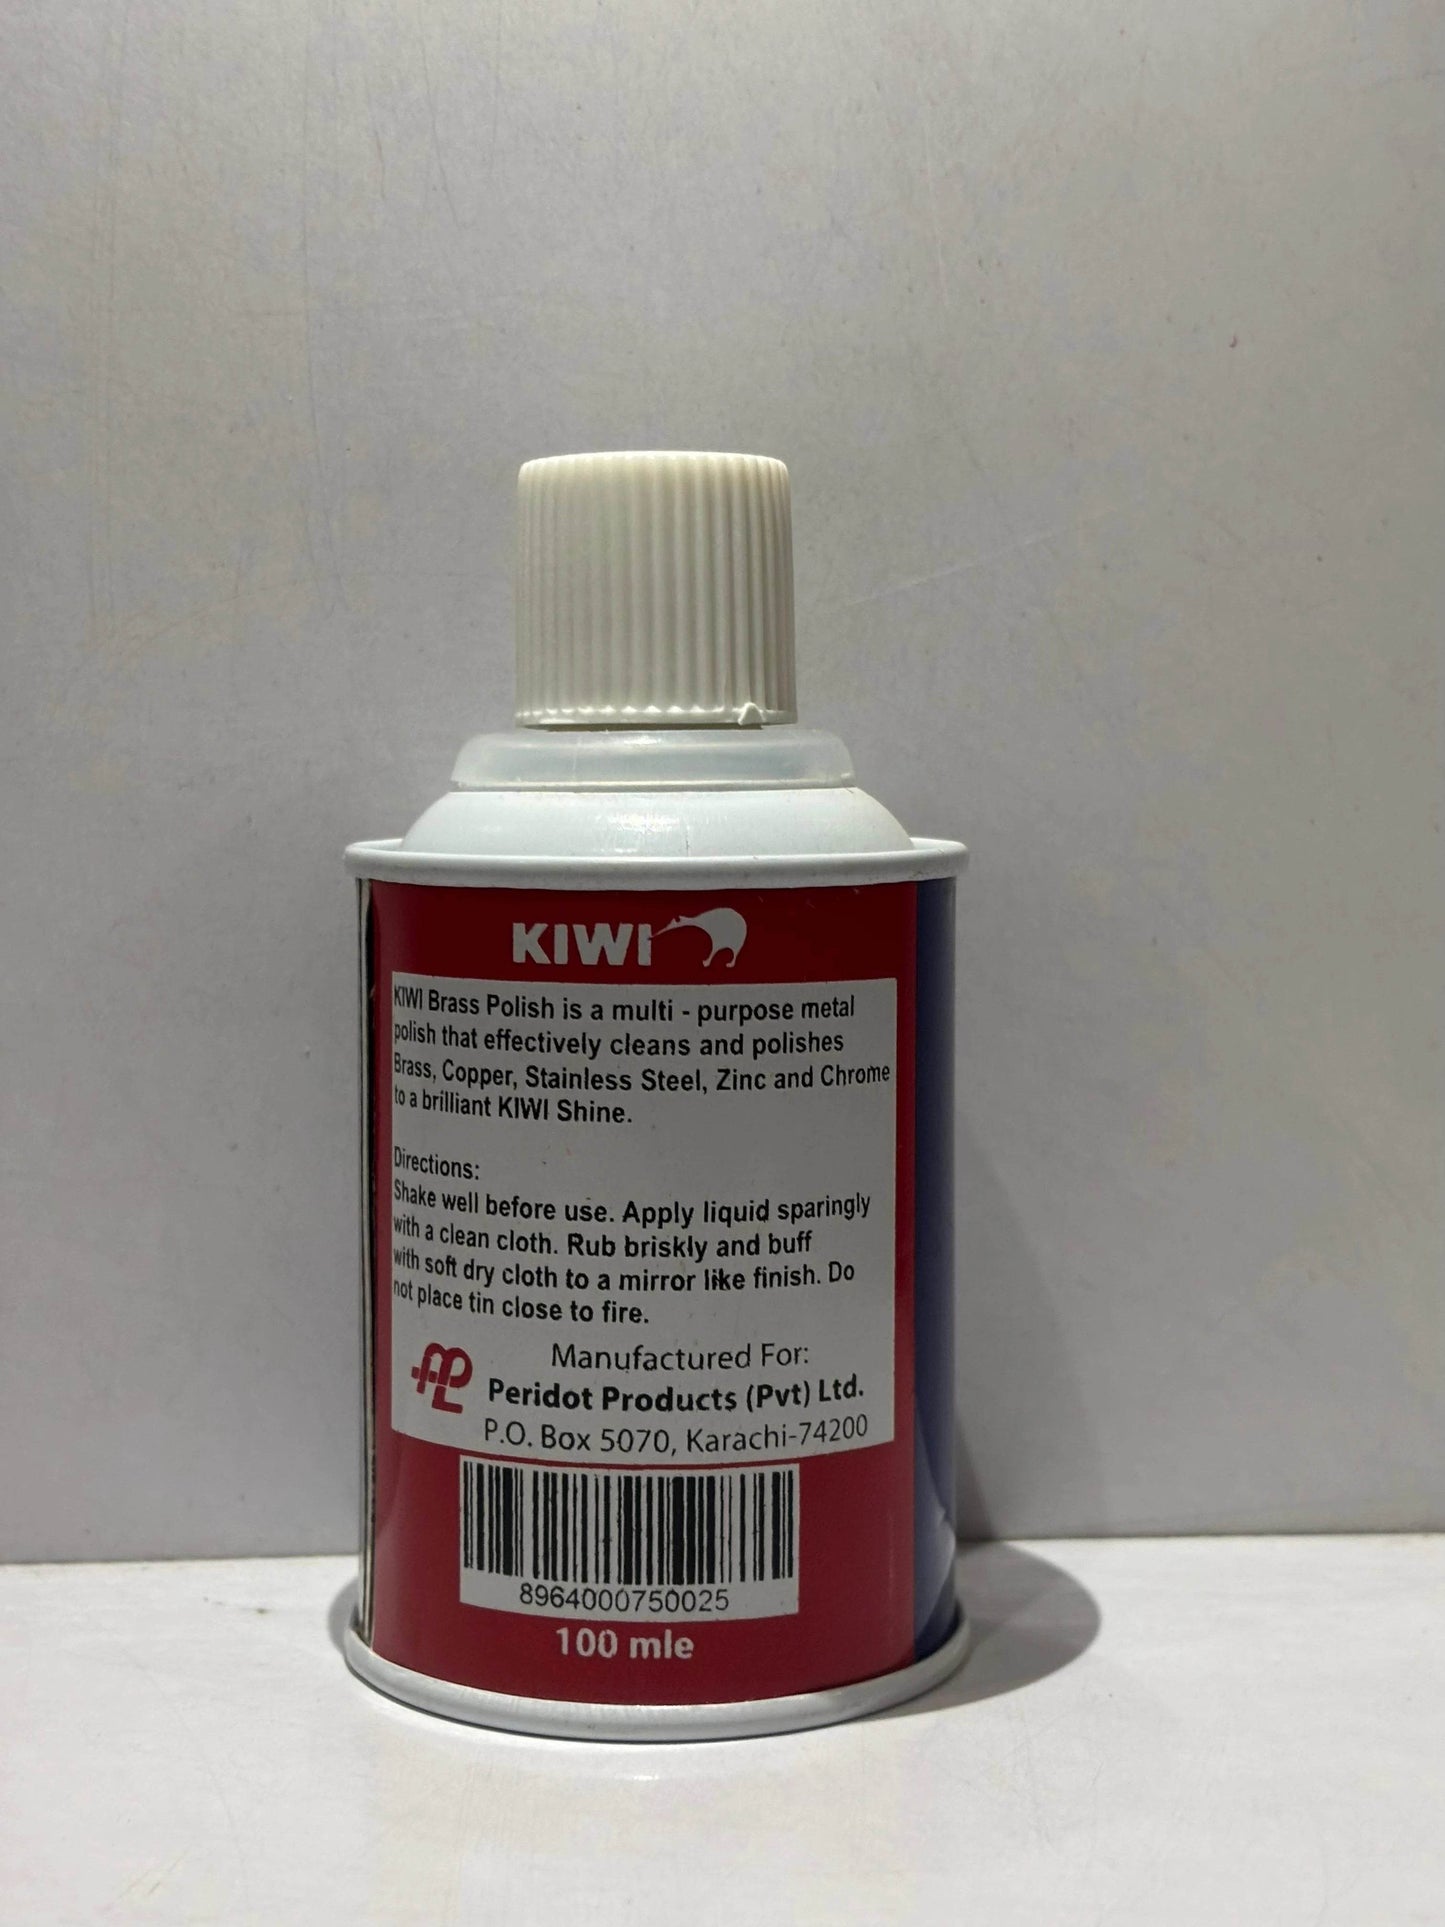 KIWI
KIWI Brass Polish is a multi - purpose metal
polish that effectively cleans and polishes
Brass, Copper, Stainless Steel, Zinc and Chrome
to a brilliant KIWI Shine.
Directions:
Shake well before use. Apply liquid sparingly
with a clean cloth. Rub briskly and buff
with soft dry cloth to a mirror like finish. Do
not place tin close to fire.
Manufactured For:
Peridot Products (Pvt) Ltd.
P.O. Box 5070, Karachi-74200
8964000750025
100 mle